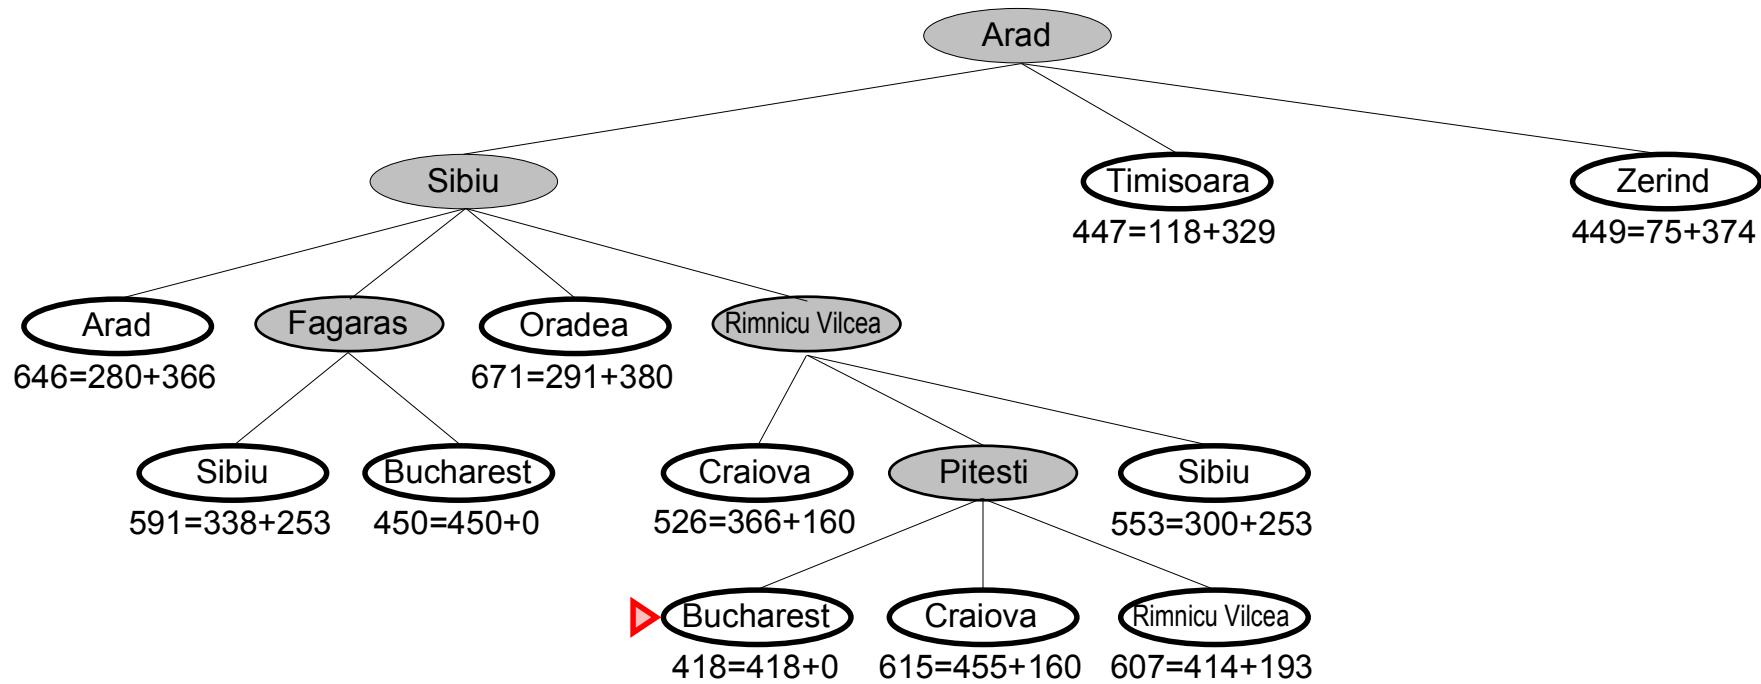 Arad
Sibiu
Timisoara
Zerind
447=118+329
449=75+374
Arad
Fagaras
Oradea
Rimnicu Vilcea
646=280+366
671=291+380
Sibiu
Bucharest
Craiova
Pitesti
Sibiu
591=338+253
450=450+0
526=366+160
553=300+253
Bucharest
Craiova
Rimnicu Vilcea
418=418+0
615=455+160
607=414+193